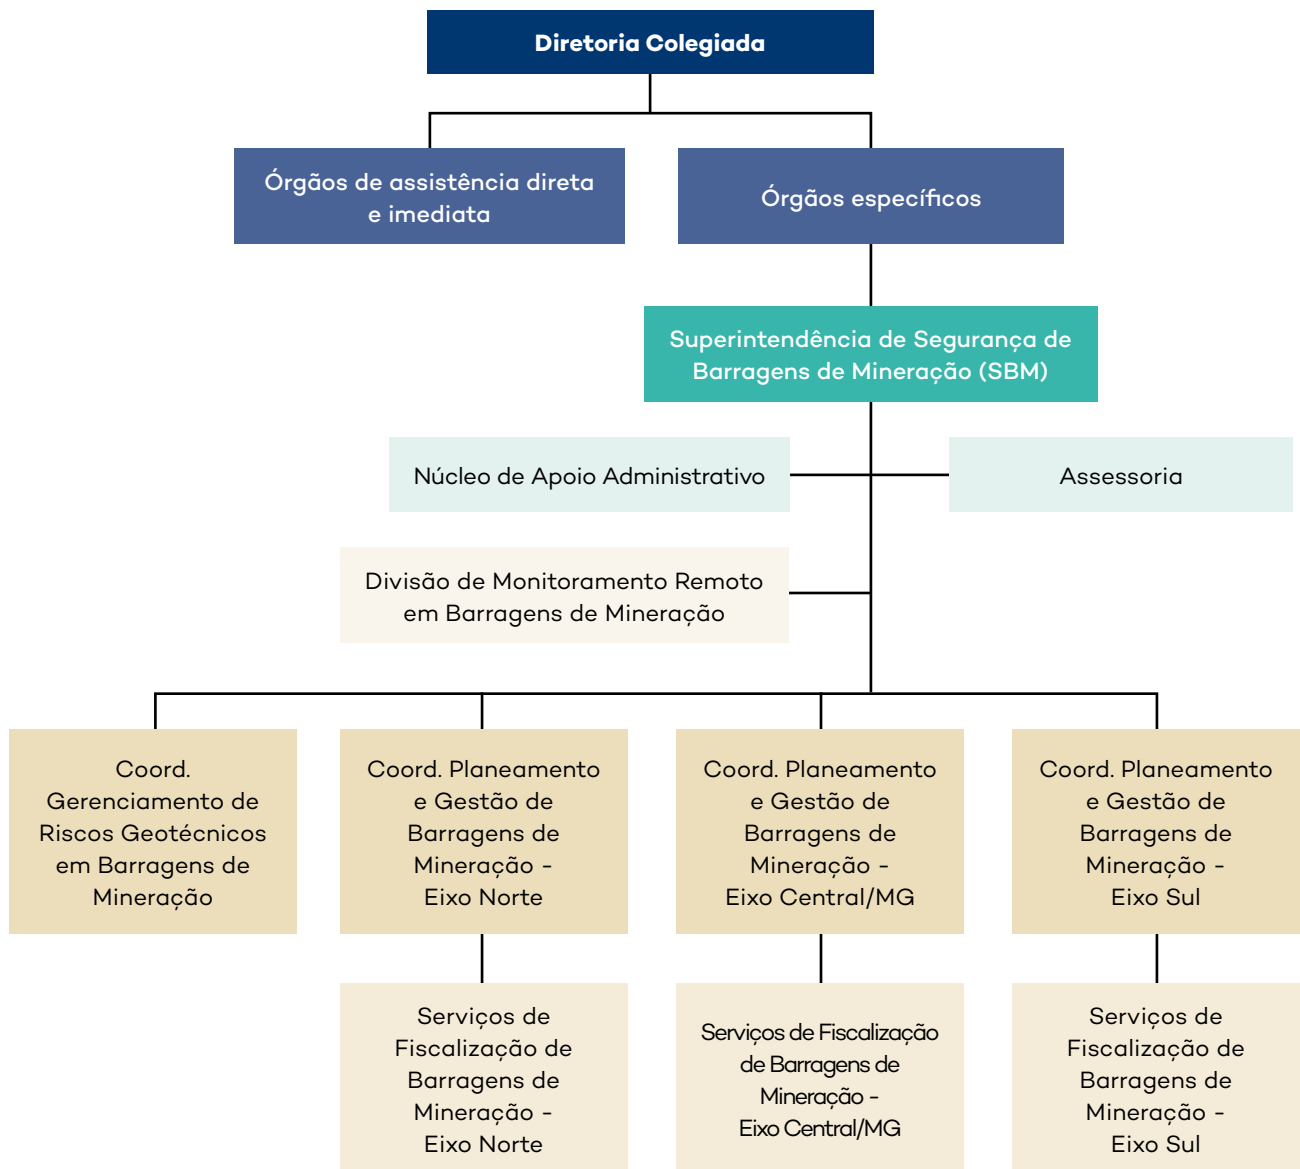 Diretoria Colegiada
Órgãos de assistência direta
e imediata
Órgãos específicos
Superintendência de Segurança de
Barragens de Mineração (SBM)
Núcleo de Apoio Administrativo
Assessoria
Divisão de Monitoramento Remoto
em Barragens de Mineração
Coord.
Gerenciamento de
Riscos Geotécnicos
em Barragens de
Mineração
Coord. Planeamento
e Gestão de
Barragens de
Mineração -
Eixo Norte
Coord. Planeamento
e Gestão de
Barragens de
Mineração -
Eixo Central/MG
Coord. Planeamento
e Gestão de
Barragens de
Mineração -
Eixo Sul
Serviços de
Fiscalização de
Barragens de
Mineração -
Eixo Norte
Serviços de Fiscalização
de Barragens de
Mineração -
Eixo Central/MG
Serviços de
Fiscalização de
Barragens de
Mineração -
Eixo Sul